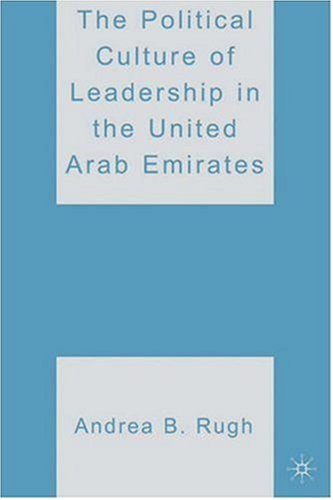 The Political
Culture of
Leadership in
the United
Arab Emirates
Andrea B. Rugh